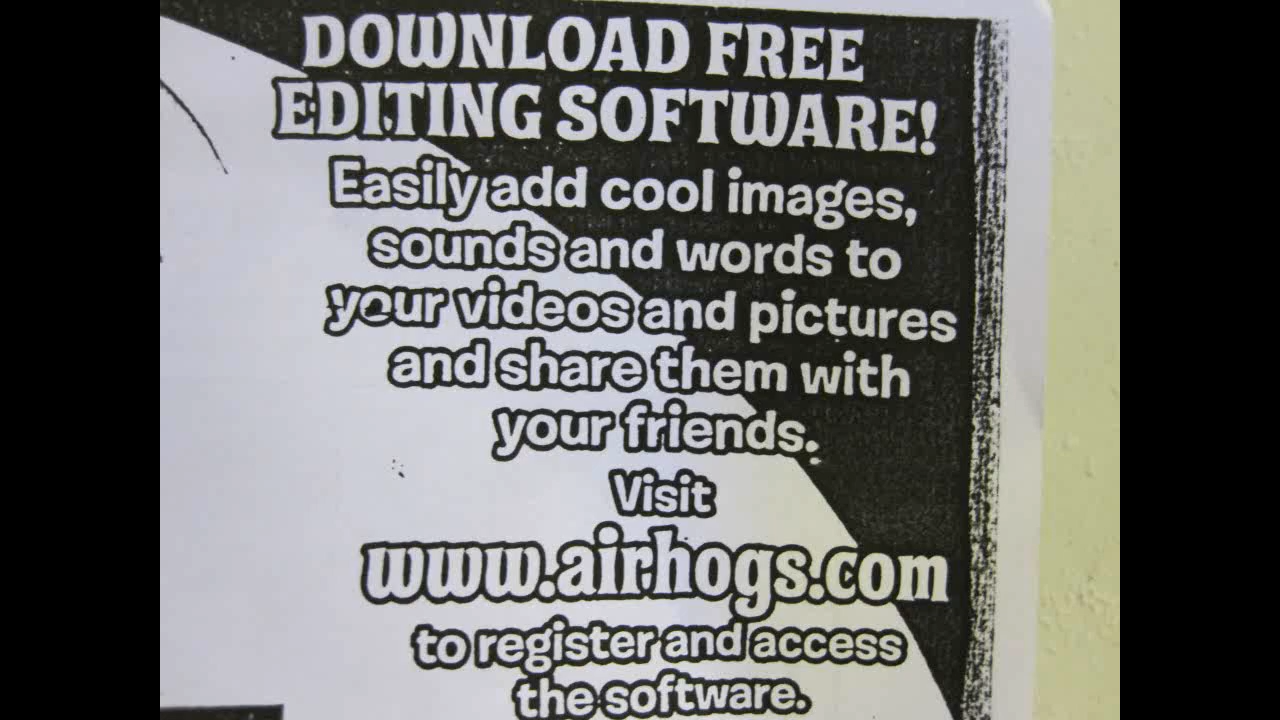 DOWNLOAD FREE
EDITING SOFTWARE!
Easily add cool images,
sounds and words to
your videos and pictures
and share them with
your friends.
Visit
www.airhogs.com
to register and access
the software.